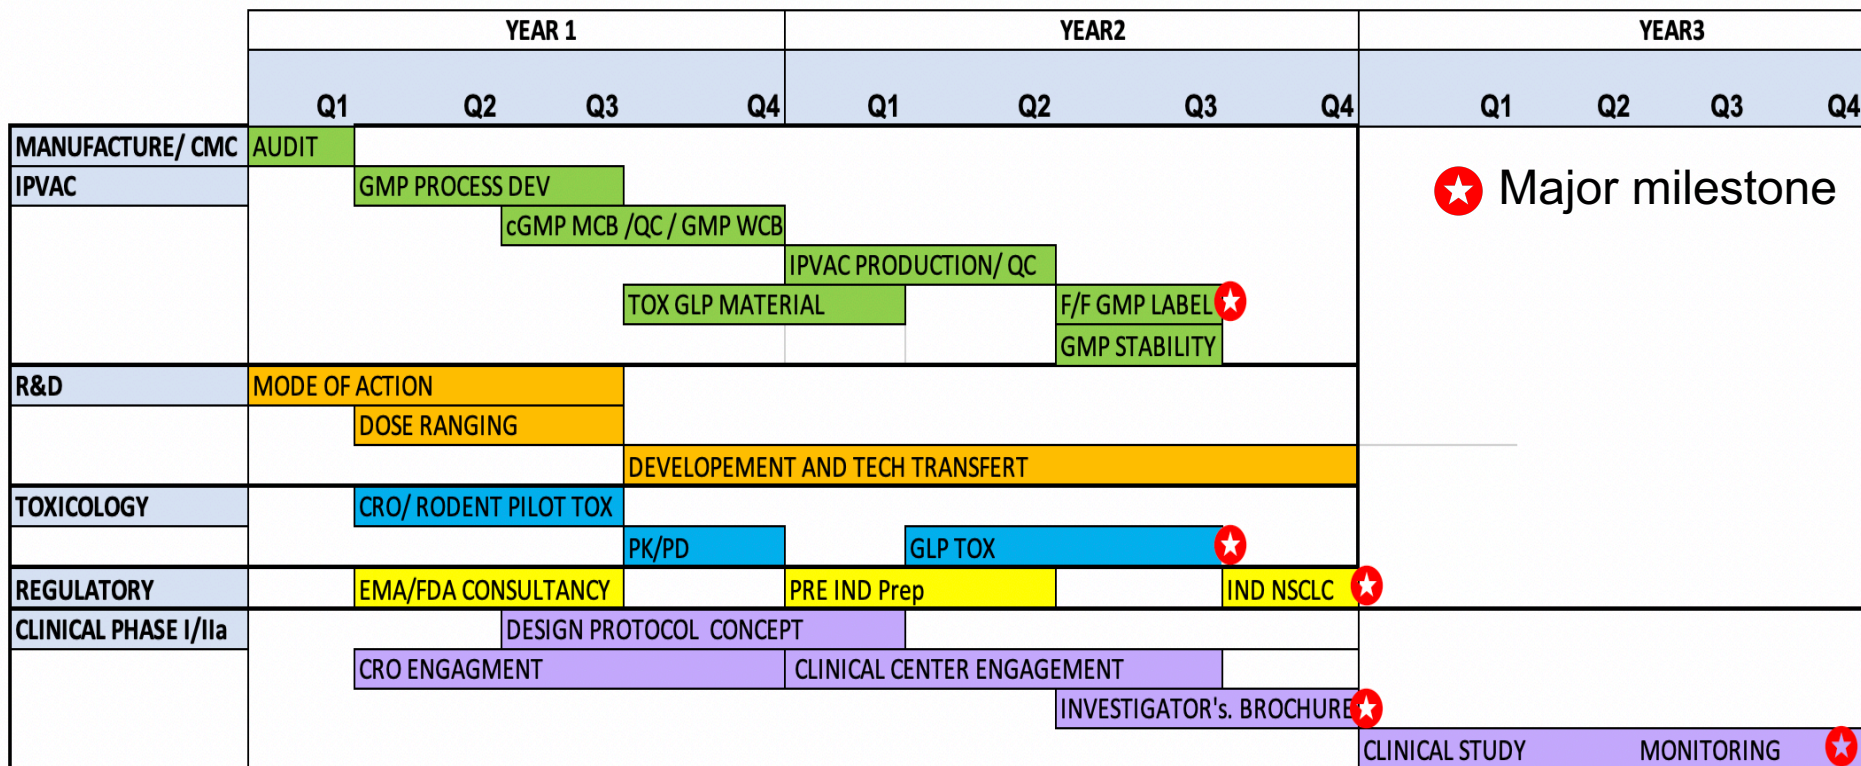 YEAR 1 YEAR2 YEAR3
Q1 Q2 Q3 Q4 Q1 Q2 Q3 Q4 Q1 Q2 Q3 Q4
MANUFACTURE/ CMC AUDIT
IPVAC GMP PROCESS DEV
Major milestone
cGMP MCB /QC / GMP WCB
IPVAC PRODUCTION/ QC
TOX GLP MATERIAL F/F GMP LABEL
GMP STABILITY
R&D MODE OF ACTION
DOSE RANGING
DEVELOPEMENT AND TECH TRANSFERT
TOXICOLOGY CRO/ RODENT PILOT TOX
PK/PD GLP TOX
REGULATORY EMA/FDA CONSULTANCY PRE IND Prep IND NSCLC
CLINICAL PHASE I/IIa DESIGN PROTOCOL CONCEPT
CRO ENGAGMENT CLINICAL CENTER ENGAGEMENT
INVESTIGATOR's. BROCHURE
CLINICAL STUDY MONITORING